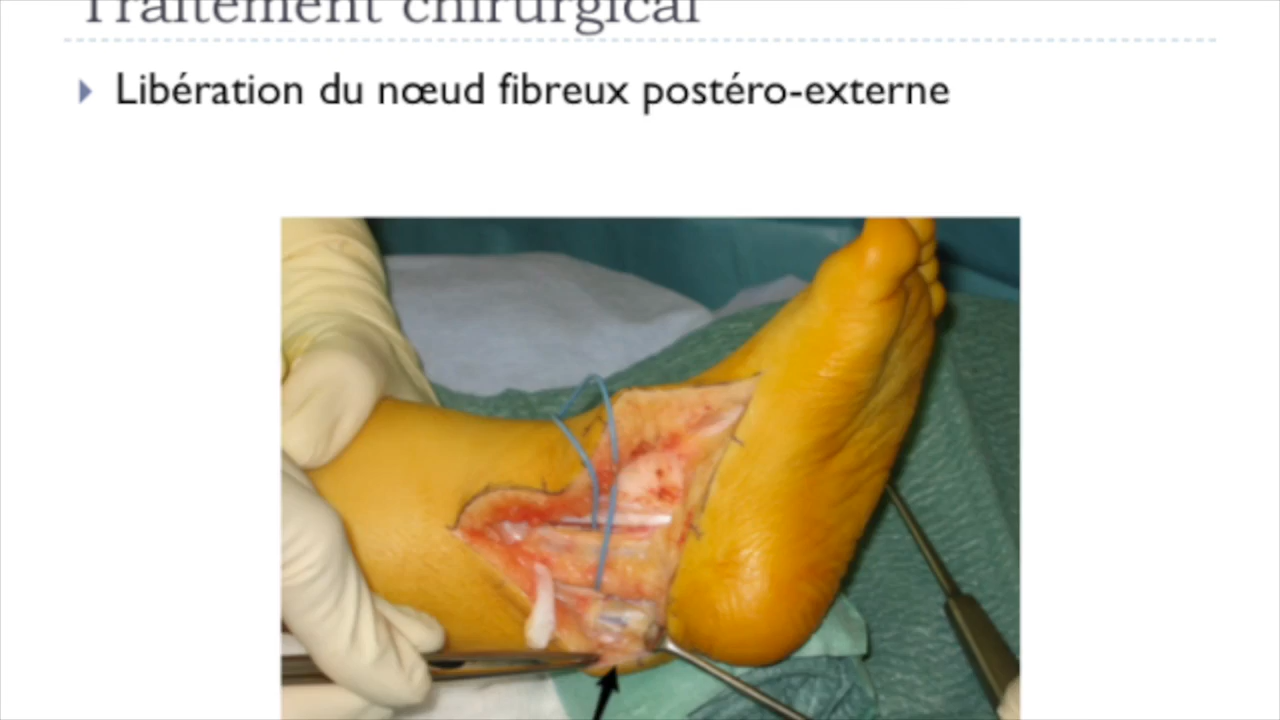 Traitement chirurgical
Libération du nœud fibreux postéro-externe